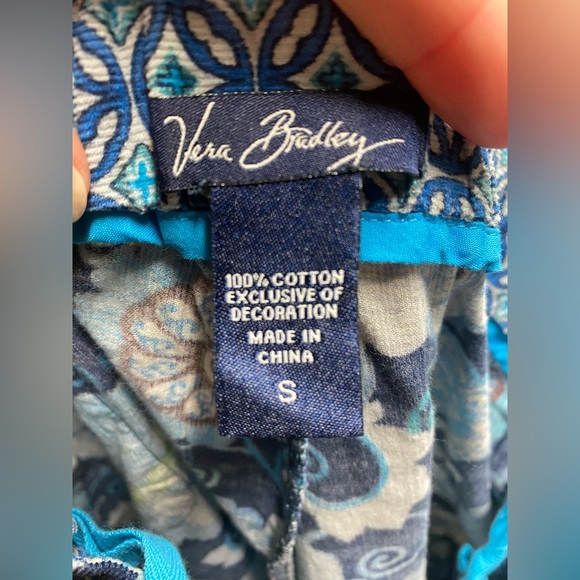 Vera Bradley
100% COTTON
EXCLUSIVE OF
DECORATION
MADE IN
CHINA
S